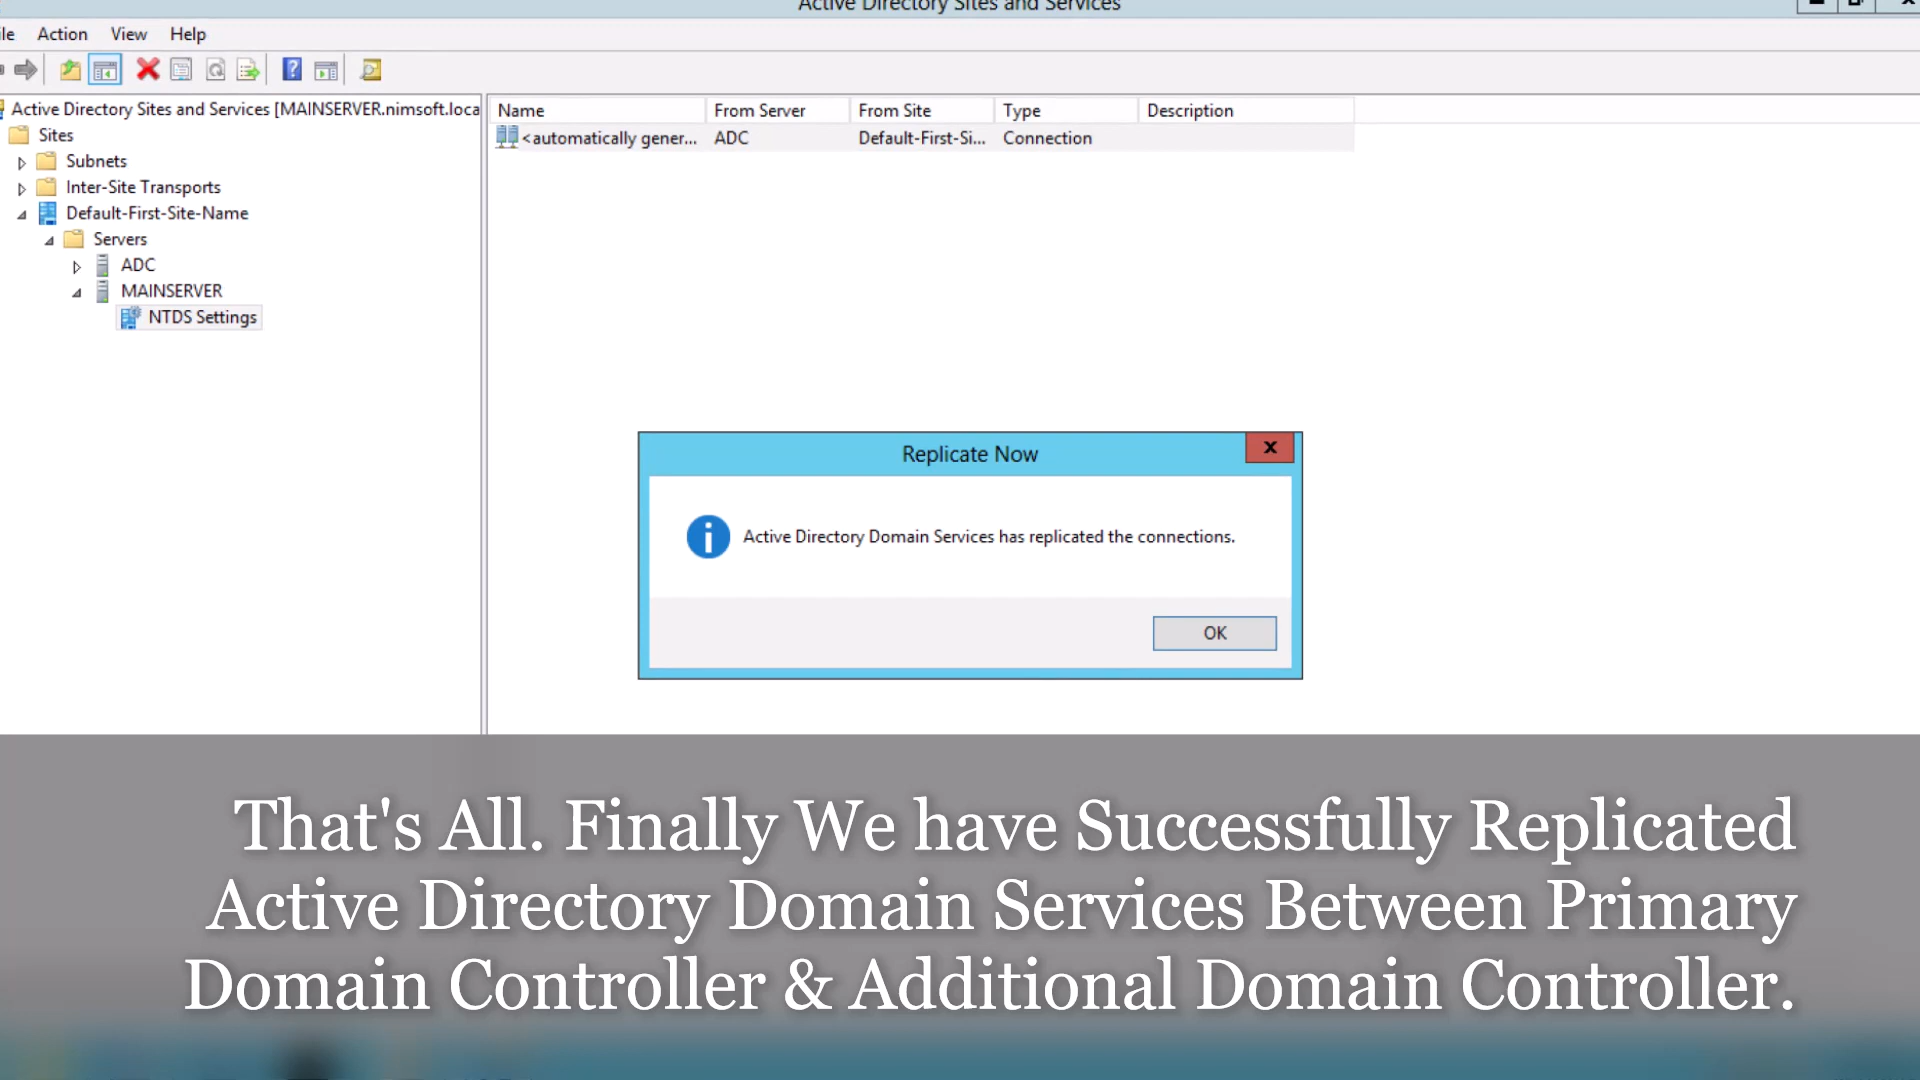 Active Directory Sites and Services
Action View Help
Active Directory Sites and Services [MAINSERVER.nimsoft.loca
Sites
Subnets
Inter-Site Transports
Default-First-Site-Name
Servers
ADC
MAINSERVER
NTDS Settings
Name From Server From Site Type Description
<automatically gener... ADC Default-First-Si... Connection
Replicate Now
Active Directory Domain Services has replicated the connections.
OK
That's All. Finally We have Successfully Replicated
Active Directory Domain Services Between Primary
Domain Controller & Additional Domain Controller.